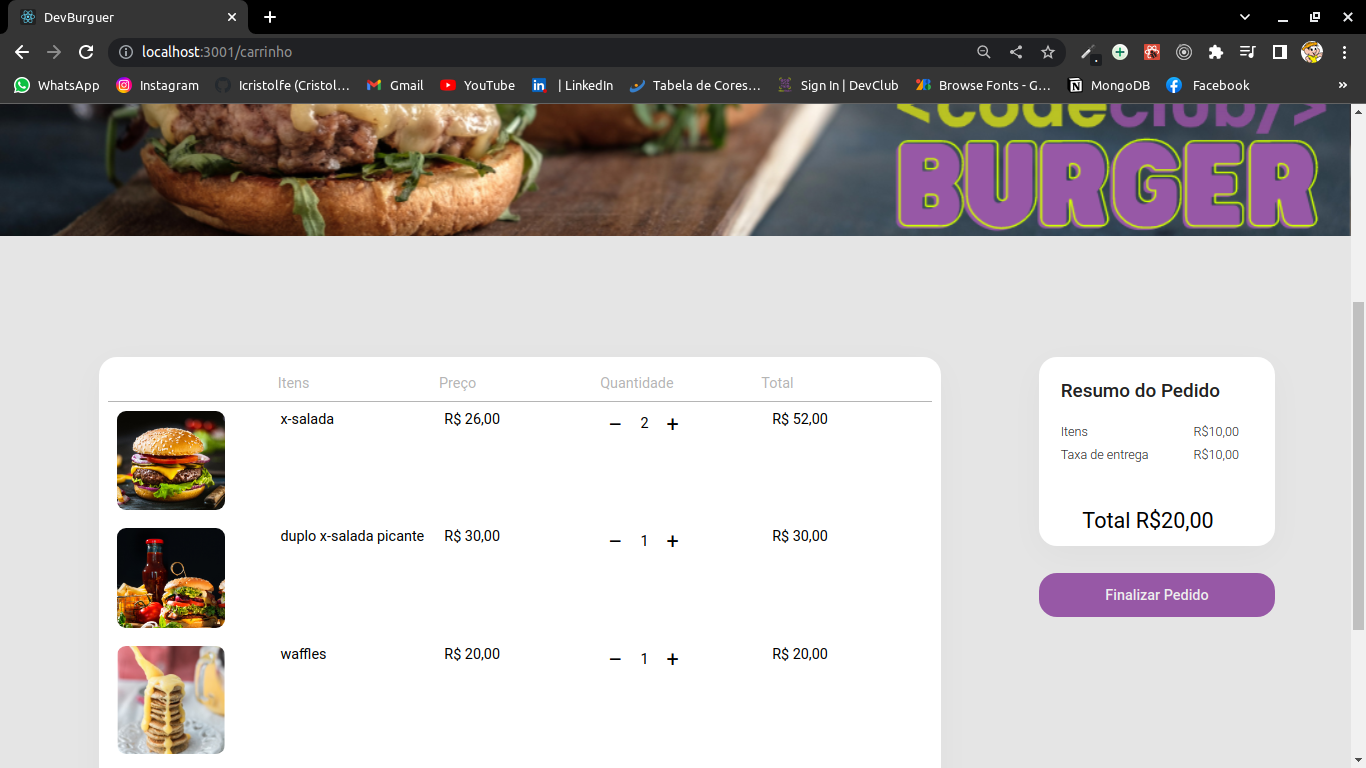 DevBurguer
localhost:3001/carrinho
WhatsApp Instagram Icristolfe (Cristol… Gmail YouTube | LinkedIn Tabela de Cores… Sign In | DevClub Browse Fonts - G… MongoDB Facebook »
<codeclub/>
BURGER
Itens Preço Quantidade Total
x-salada R$ 26,00 − 2 + R$ 52,00
duplo x-salada picante R$ 30,00 − 1 + R$ 30,00
waffles R$ 20,00 − 1 + R$ 20,00
Resumo do Pedido
Itens R$10,00
Taxa de entrega R$10,00
Total R$20,00
Finalizar Pedido